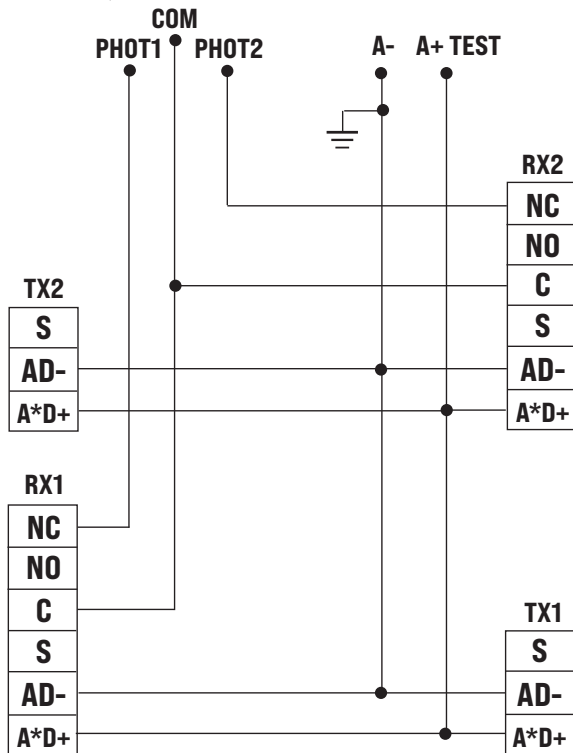 COM
PHOT1 PHOT2 A- A+ TEST
RX2
NC
NO
C
S
AD-
A*D+
TX2
S
AD-
A*D+
RX1
NC
NO
C
S
AD-
A*D+
TX1
S
AD-
A*D+